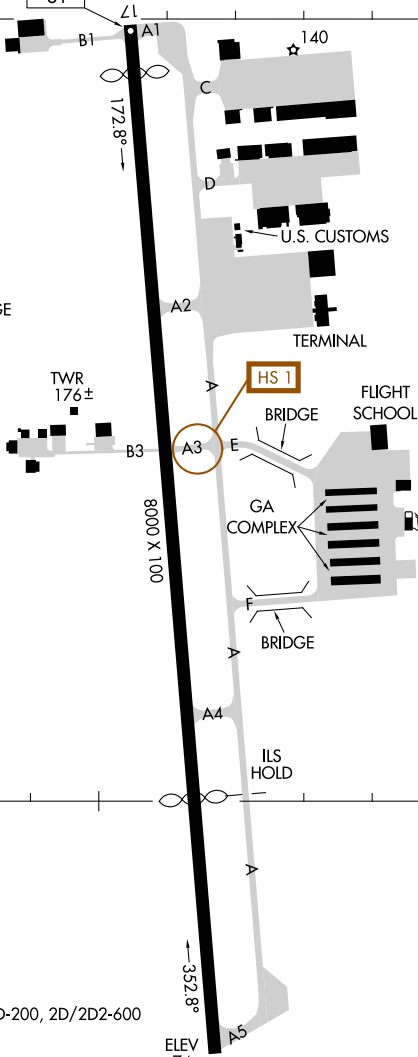 17
A1
B1
140
C
172.8°
D
U.S. CUSTOMS
A2
TERMINAL
A
HS 1
TWR
176±
FLIGHT
SCHOOL
BRIDGE
B3
A3
E
GA
COMPLEX
8000 X 100
F
BRIDGE
A
A4
ILS
HOLD
A
352.8°
-200, 2D/2D2-600
A5
ELEV